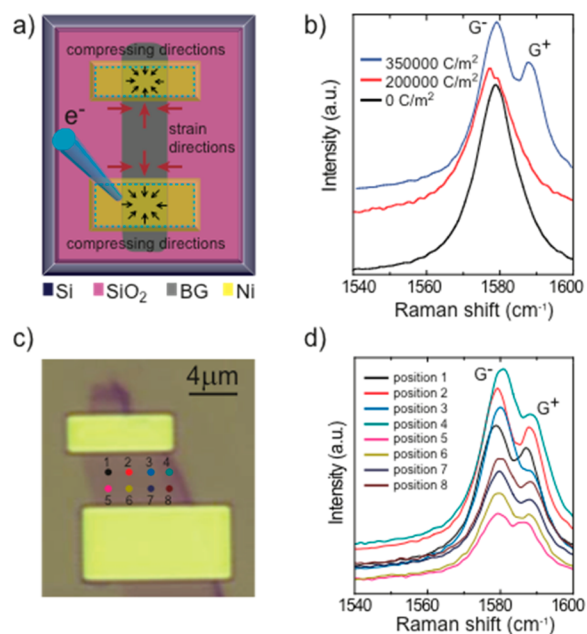 a)
compressing directions
e-
strain
directions
compressing directions
Si SiO2 BG Ni
b)
Intensity (a.u.)
G-
G+
350000 C/m2
200000 C/m2
0 C/m2
1540 1560 1580 1600
Raman shift (cm-1)
c)
4μm
1 2 3 4
5 6 7 8
d)
Intensity (a.u.)
G-
G+
position 1
position 2
position 3
position 4
position 5
position 6
position 7
position 8
1540 1560 1580 1600
Raman shift (cm-1)